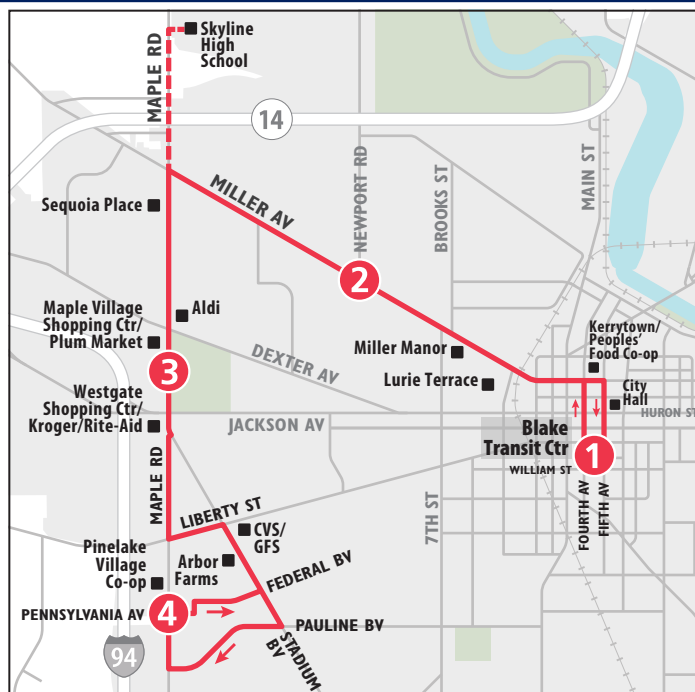 Skyline
High
School
MAPLE RD
14
MILLER AV
NEWPORT RD
BROOKS ST
MAIN ST
Sequoia Place
2
Aldi
Maple Village
Shopping Ctr/
Plum Market
Kerrytown/
Peoples'
Food Co-op
Miller Manor
DEXTER AV
3
Lurie Terrace
City
Hall
Westgate
Shopping Ctr/
Kroger/Rite-Aid
JACKSON AV
HURON ST
Blake
Transit Ctr
1
WILLIAM ST
MAPLE RD
LIBERTY ST
7TH ST
FOURTH AV
FIFTH AV
CVS/
GFS
Pinelake
Village
Co-op
Arbor
Farms
FEDERAL BV
PENNSYLVANIA AV
4
PAULINE BV
STADIUM
BV
94